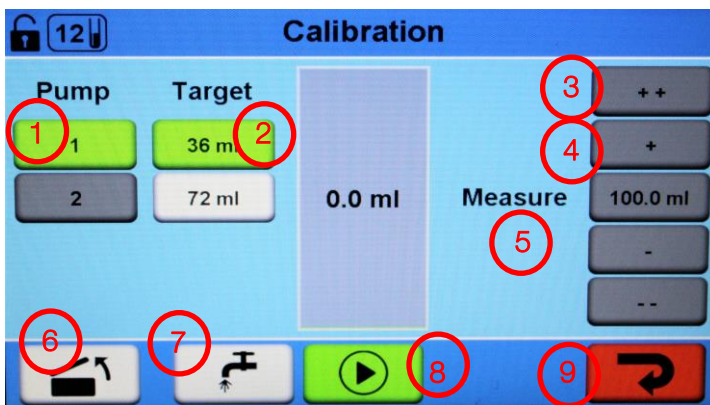 12
Calibration
Pump
Target
1
1
36 ml
2
2
72 ml
0.0 ml
Measure
3
+ +
4
+
100.0 ml
5
-
- -
6
7
8
9